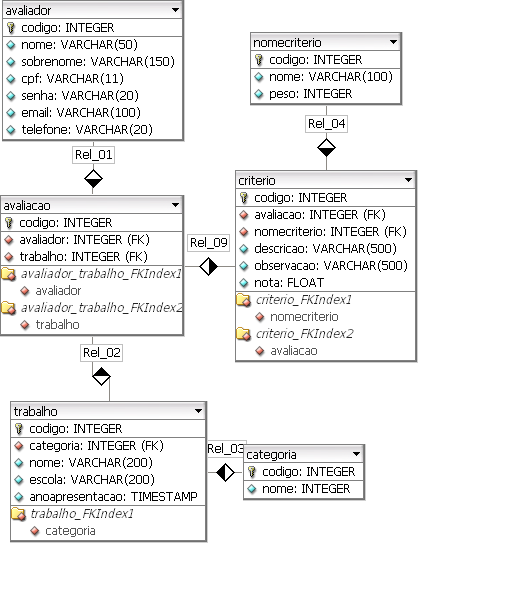 avaliador
codigo: INTEGER
nome: VARCHAR(50)
sobrenome: VARCHAR(150)
cpf: VARCHAR(11)
senha: VARCHAR(20)
email: VARCHAR(100)
telefone: VARCHAR(20)
Rel_01
nomecriterio
codigo: INTEGER
nome: VARCHAR(100)
peso: INTEGER
Rel_04
avaliacao
codigo: INTEGER
avaliador: INTEGER (FK)
trabalho: INTEGER (FK)
avaliador_trabalho_FKIndex1
avaliador
avaliador_trabalho_FKIndex2
trabalho
Rel_09
criterio
codigo: INTEGER
avaliacao: INTEGER (FK)
nomecriterio: INTEGER (FK)
descricao: VARCHAR(500)
observacao: VARCHAR(500)
nota: FLOAT
criterio_FKIndex1
nomecriterio
criterio_FKIndex2
avaliacao
Rel_02
trabalho
codigo: INTEGER
categoria: INTEGER (FK)
nome: VARCHAR(200)
escola: VARCHAR(200)
anoapresentacao: TIMESTAMP
trabalho_FKIndex1
categoria
Rel_03
categoria
codigo: INTEGER
nome: INTEGER